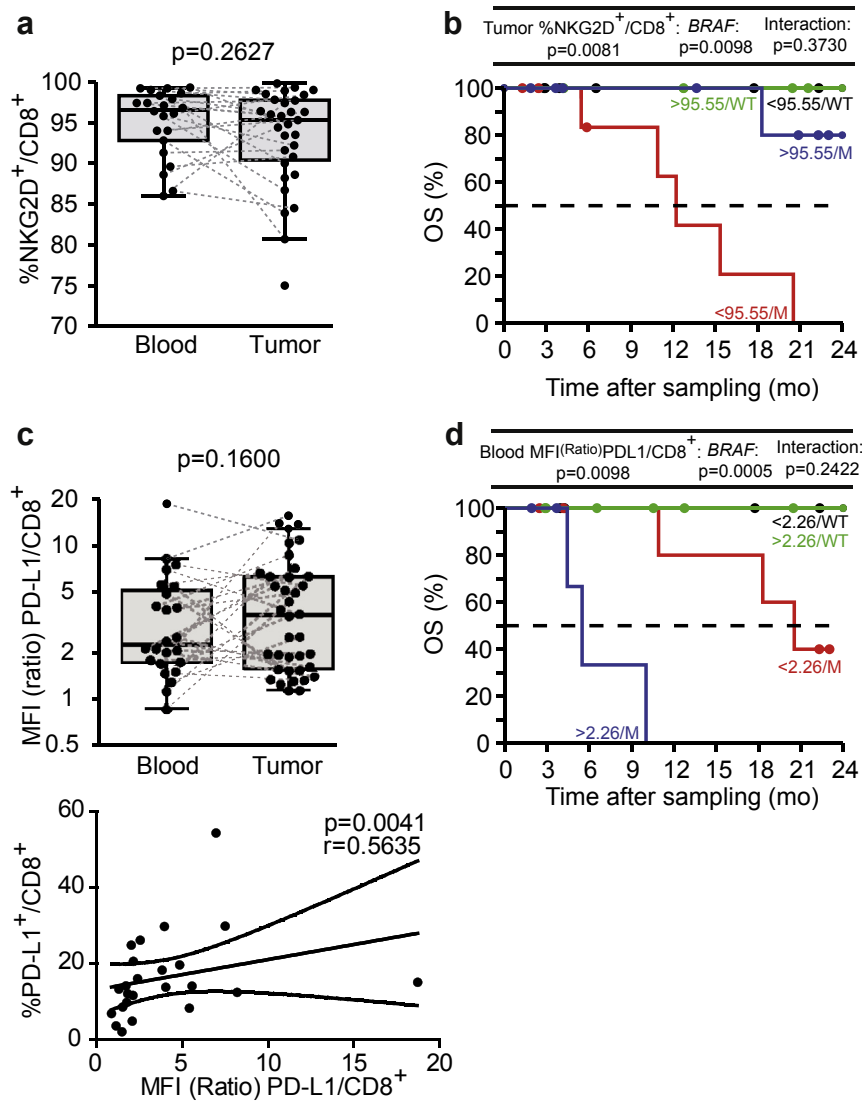 a
p=0.2627
%NKG2D⁺/CD8⁺
100
95
90
85
80
75
70
Blood
Tumor
b
Tumor %NKG2D⁺/CD8⁺: BRAF: Interaction:
p=0.0081 p=0.0098 p=0.3730
OS (%)
100
80
60
40
20
0
>95.55/WT
<95.55/WT
>95.55/M
<95.55/M
0 3 6 9 12 15 18 21 24
Time after sampling (mo)
c
p=0.1600
MFI (ratio) PD-L1/CD8⁺
20
10
5
2
1
0.5
Blood
Tumor
d
Blood MFI⁽ᴿᵃᵗⁱᵒ⁾PDL1/CD8⁺: BRAF: Interaction:
p=0.0098 p=0.0005 p=0.2422
OS (%)
100
80
60
40
20
0
<2.26/WT
>2.26/WT
<2.26/M
>2.26/M
0 3 6 9 12 15 18 21 24
Time after sampling (mo)
p=0.0041
r=0.5635
%PD-L1⁺/CD8⁺
60
40
20
0
0 5 10 15 20
MFI (Ratio) PD-L1/CD8⁺